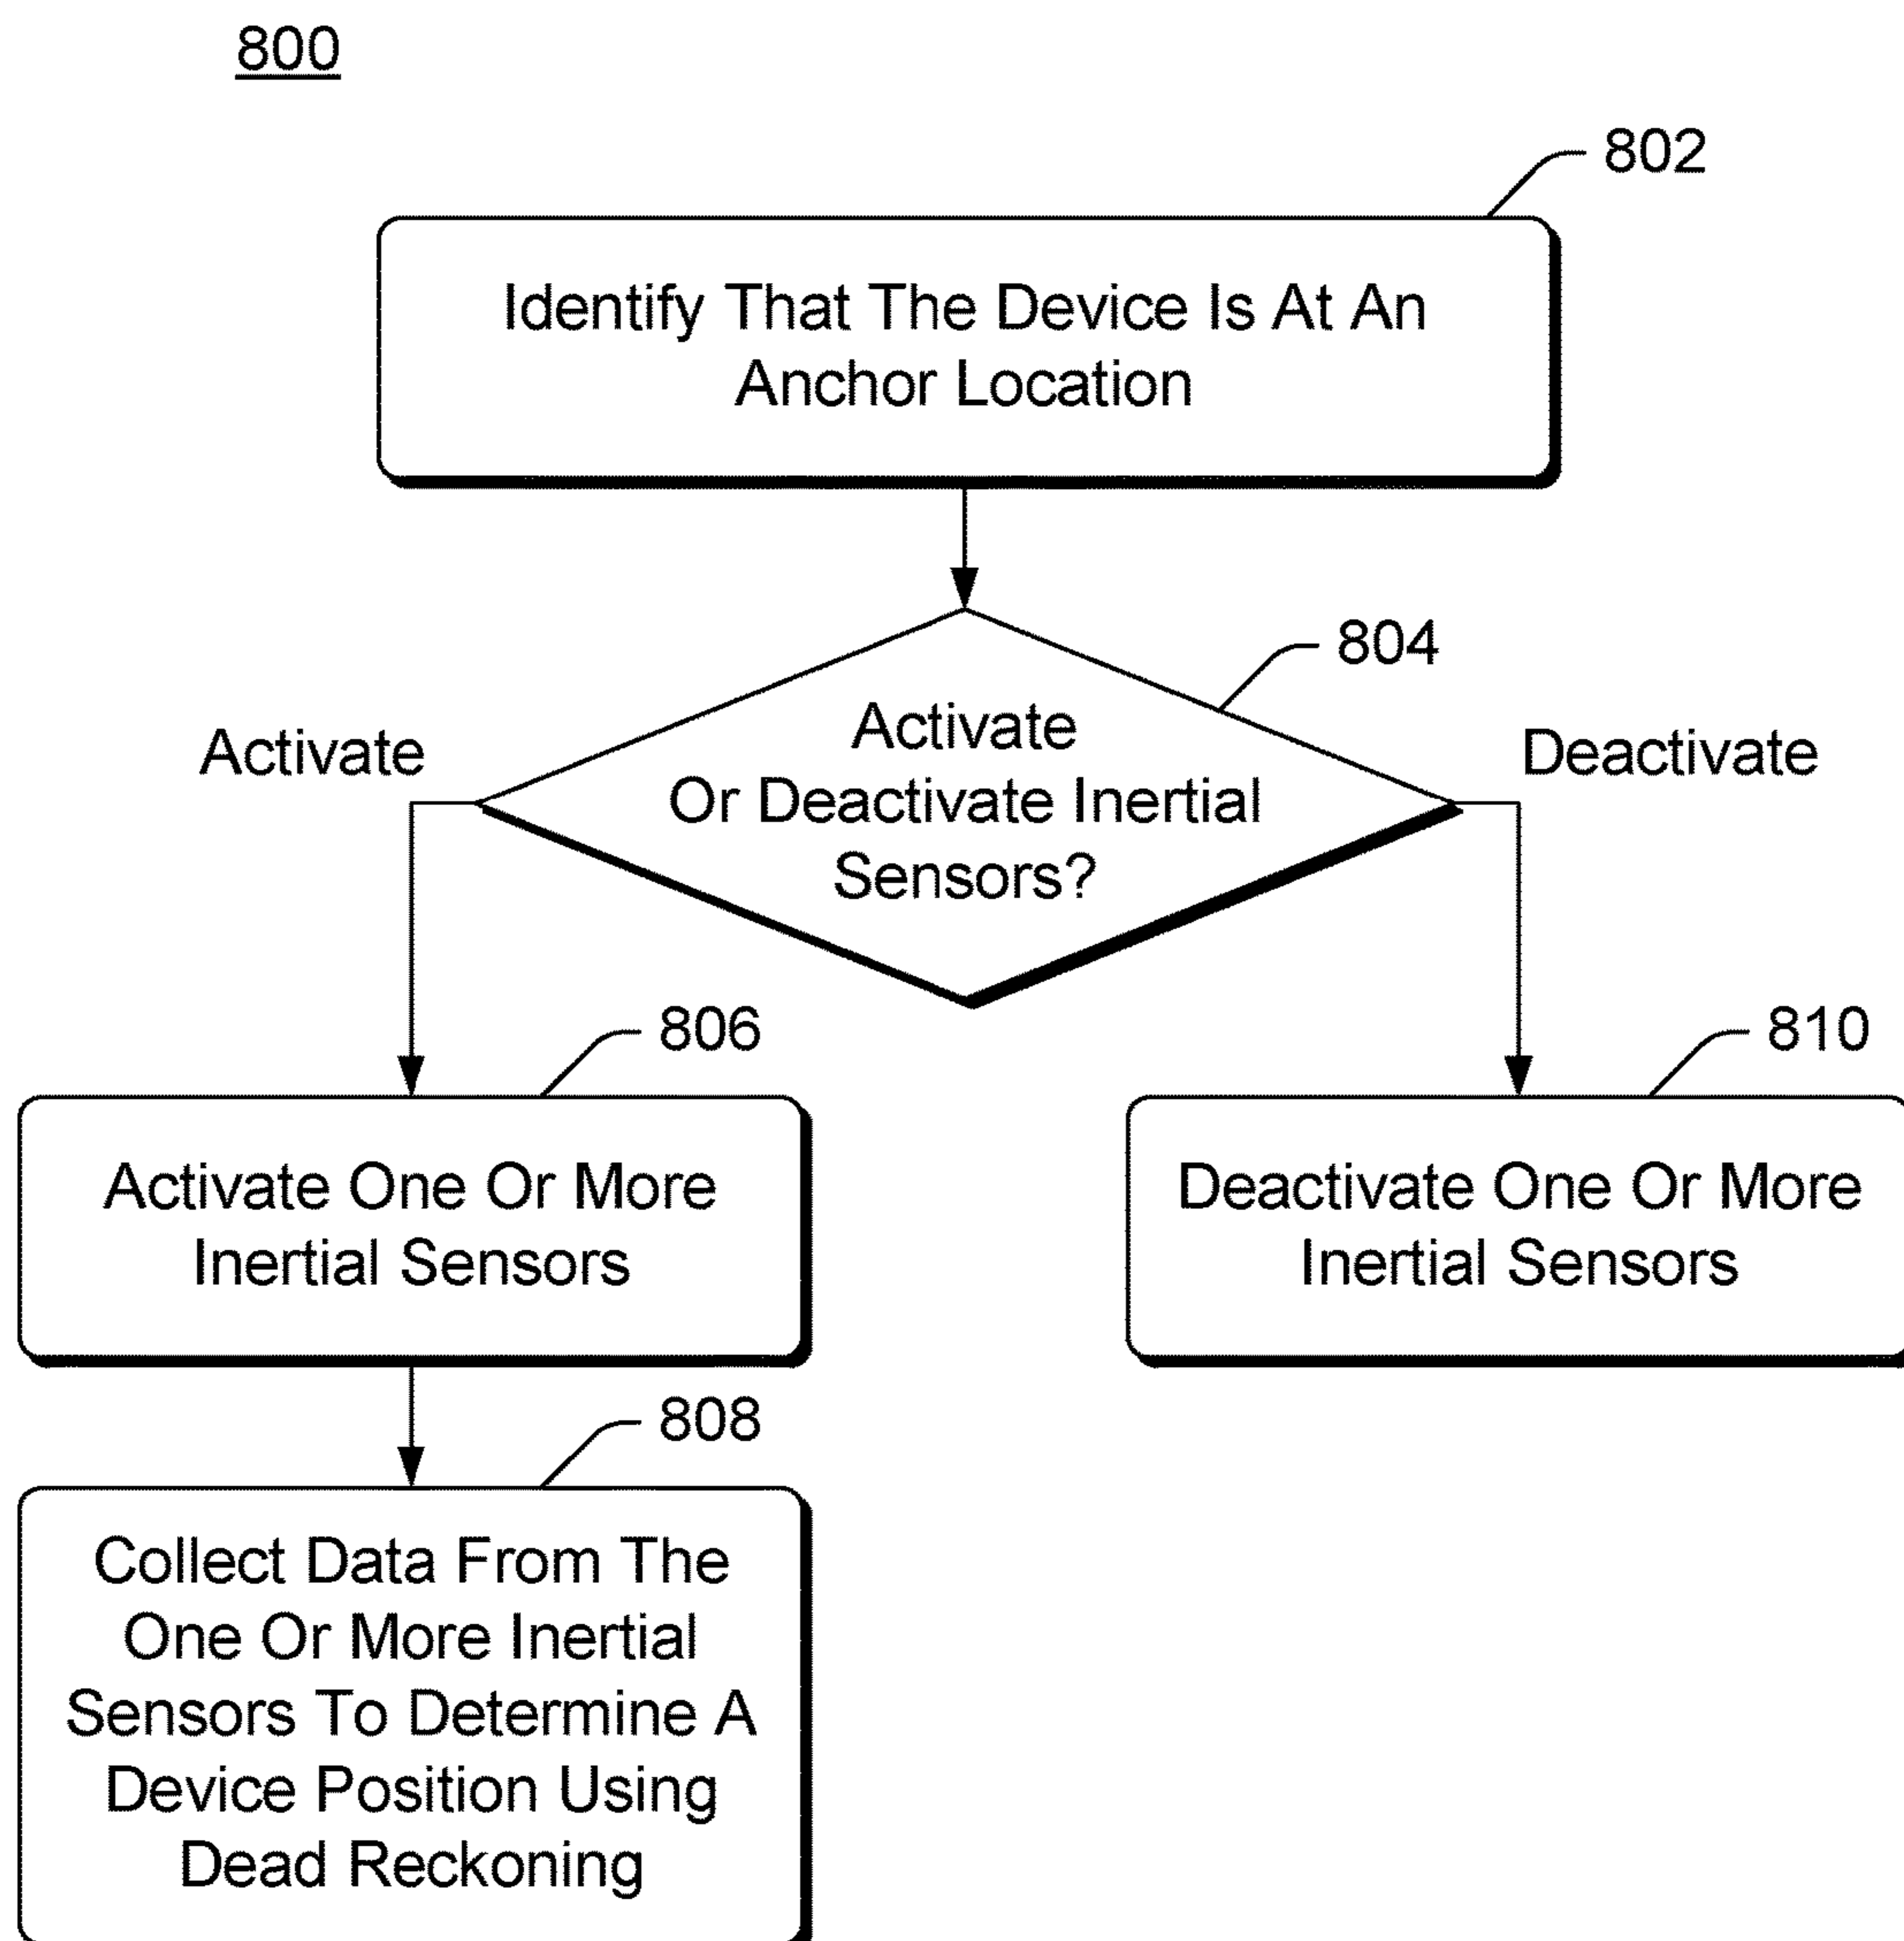 800
802
Identify That The Device Is At An
Anchor Location
804
Activate
Activate
Or Deactivate Inertial
Sensors?
Deactivate
806
Activate One Or More
Inertial Sensors
810
Deactivate One Or More
Inertial Sensors
808
Collect Data From The
One Or More Inertial
Sensors To Determine A
Device Position Using
Dead Reckoning